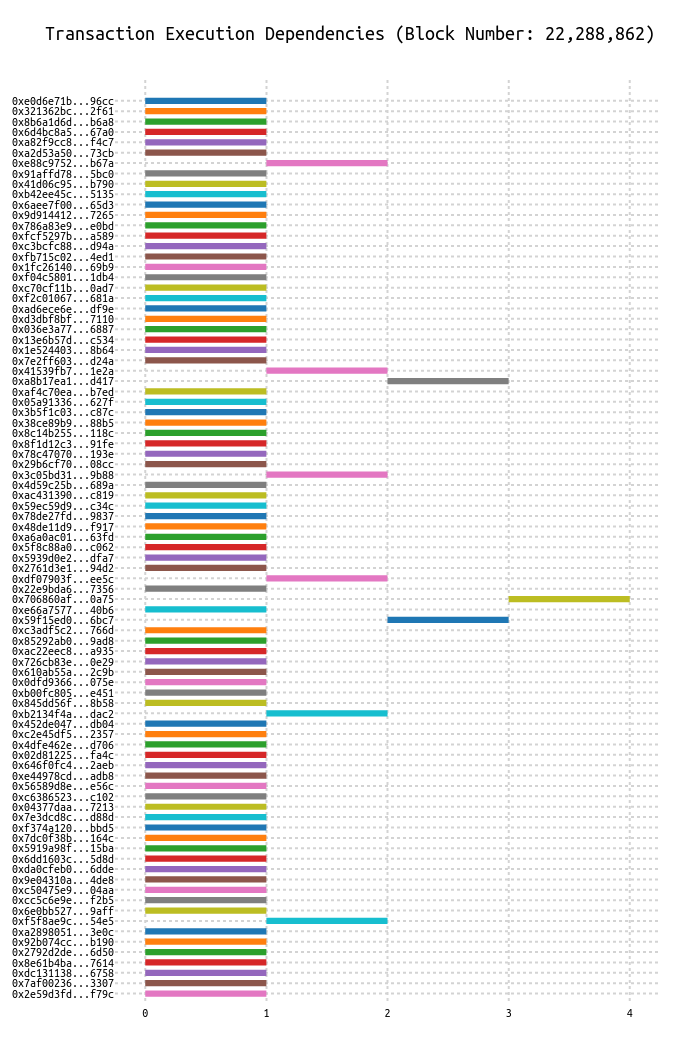 Transaction Execution Dependencies (Block Number: 22,288,862)
0xe0d6e71b...96cc
0x321362bc...2f61
0x8b6a1d6d...b6a8
0x6d4bc8a5...67a0
0xa82f9cc8...f4c7
0xa2d53a50...73cb
0xe88c9752...b67a
0x91affd78...5bc0
0x41d06c95...b790
0xb42ee45c...5135
0x6aee7f00...65d3
0x9d914412...7265
0x786a83e9...e0bd
0xfcf5297b...a589
0xc3bcfc88...d94a
0xfb715c02...4ed1
0x1fc26140...69b9
0xf04c5801...1db4
0xc70cf11b...0ad7
0xf2c01067...681a
0xad6ece6e...df9e
0xd3dbf8bf...7110
0x036e3a77...6887
0x13e6b57d...c534
0x1e524403...8b64
0x7e2ff603...d24a
0x41539fb7...1e2a
0xa8b17ea1...d417
0xaf4c70ea...b7ed
0x05a91336...627f
0x3b5f1c03...c87c
0x38ce89b9...88b5
0x8c14b255...118c
0x8f1d12c3...91fe
0x78c47070...193e
0x29b6cf70...08cc
0x3c05bd31...9b88
0x4d59c25b...689a
0xac431390...c819
0x59ec59d9...c34c
0x78de27fd...9837
0x48de11d9...f917
0xa6a0ac01...63fd
0x5f8c88a0...c062
0x5939d0e2...dfa7
0x2761d3e1...94d2
0xdf07903f...ee5c
0x22e9bda6...7356
0x706860af...0a75
0xe66a7577...40b6
0x59f15ed0...6bc7
0xc3adf5c2...766d
0x85292ab0...9ad8
0xac22eec8...a935
0x726cb83e...0e29
0x610ab55a...2c9b
0x0dfd9366...075e
0xb00fc805...e451
0x845dd56f...8b58
0xb2134f4a...dac2
0x452de047...db04
0xc2e45df5...2357
0x4dfe462e...d706
0x02d81225...fa4c
0x646f0fc4...2aeb
0xe44978cd...adb8
0x56589d8e...e56c
0xc6386523...c102
0x04377daa...7213
0x7e3dcd8c...d88d
0xf374a120...bbd5
0x7dc0f38b...164c
0x5919a98f...15ba
0x6dd1603c...5d8d
0xda0cfeb0...6dde
0x9e04310a...4de8
0xc50475e9...04aa
0xcc5c6e9e...f2b5
0x6e0bb527...9aff
0xf5f8ae9c...54e5
0xa2898051...3e0c
0x92b074cc...b190
0x2792d2de...6d50
0x8e61b4ba...7614
0xdc131138...6758
0x7af00236...3307
0x2e59d3fd...f79c
0 1 2 3 4